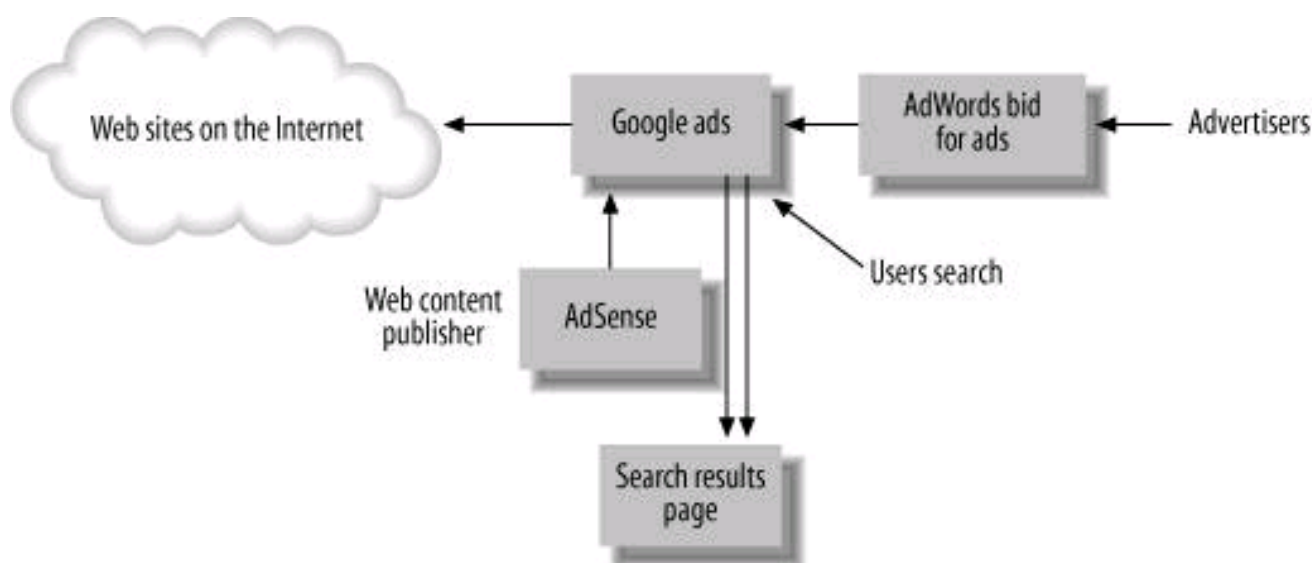 Web sites on the Internet
Google ads
AdWords bid
for ads
Advertisers
Users search
Web content
publisher
AdSense
Search results
page